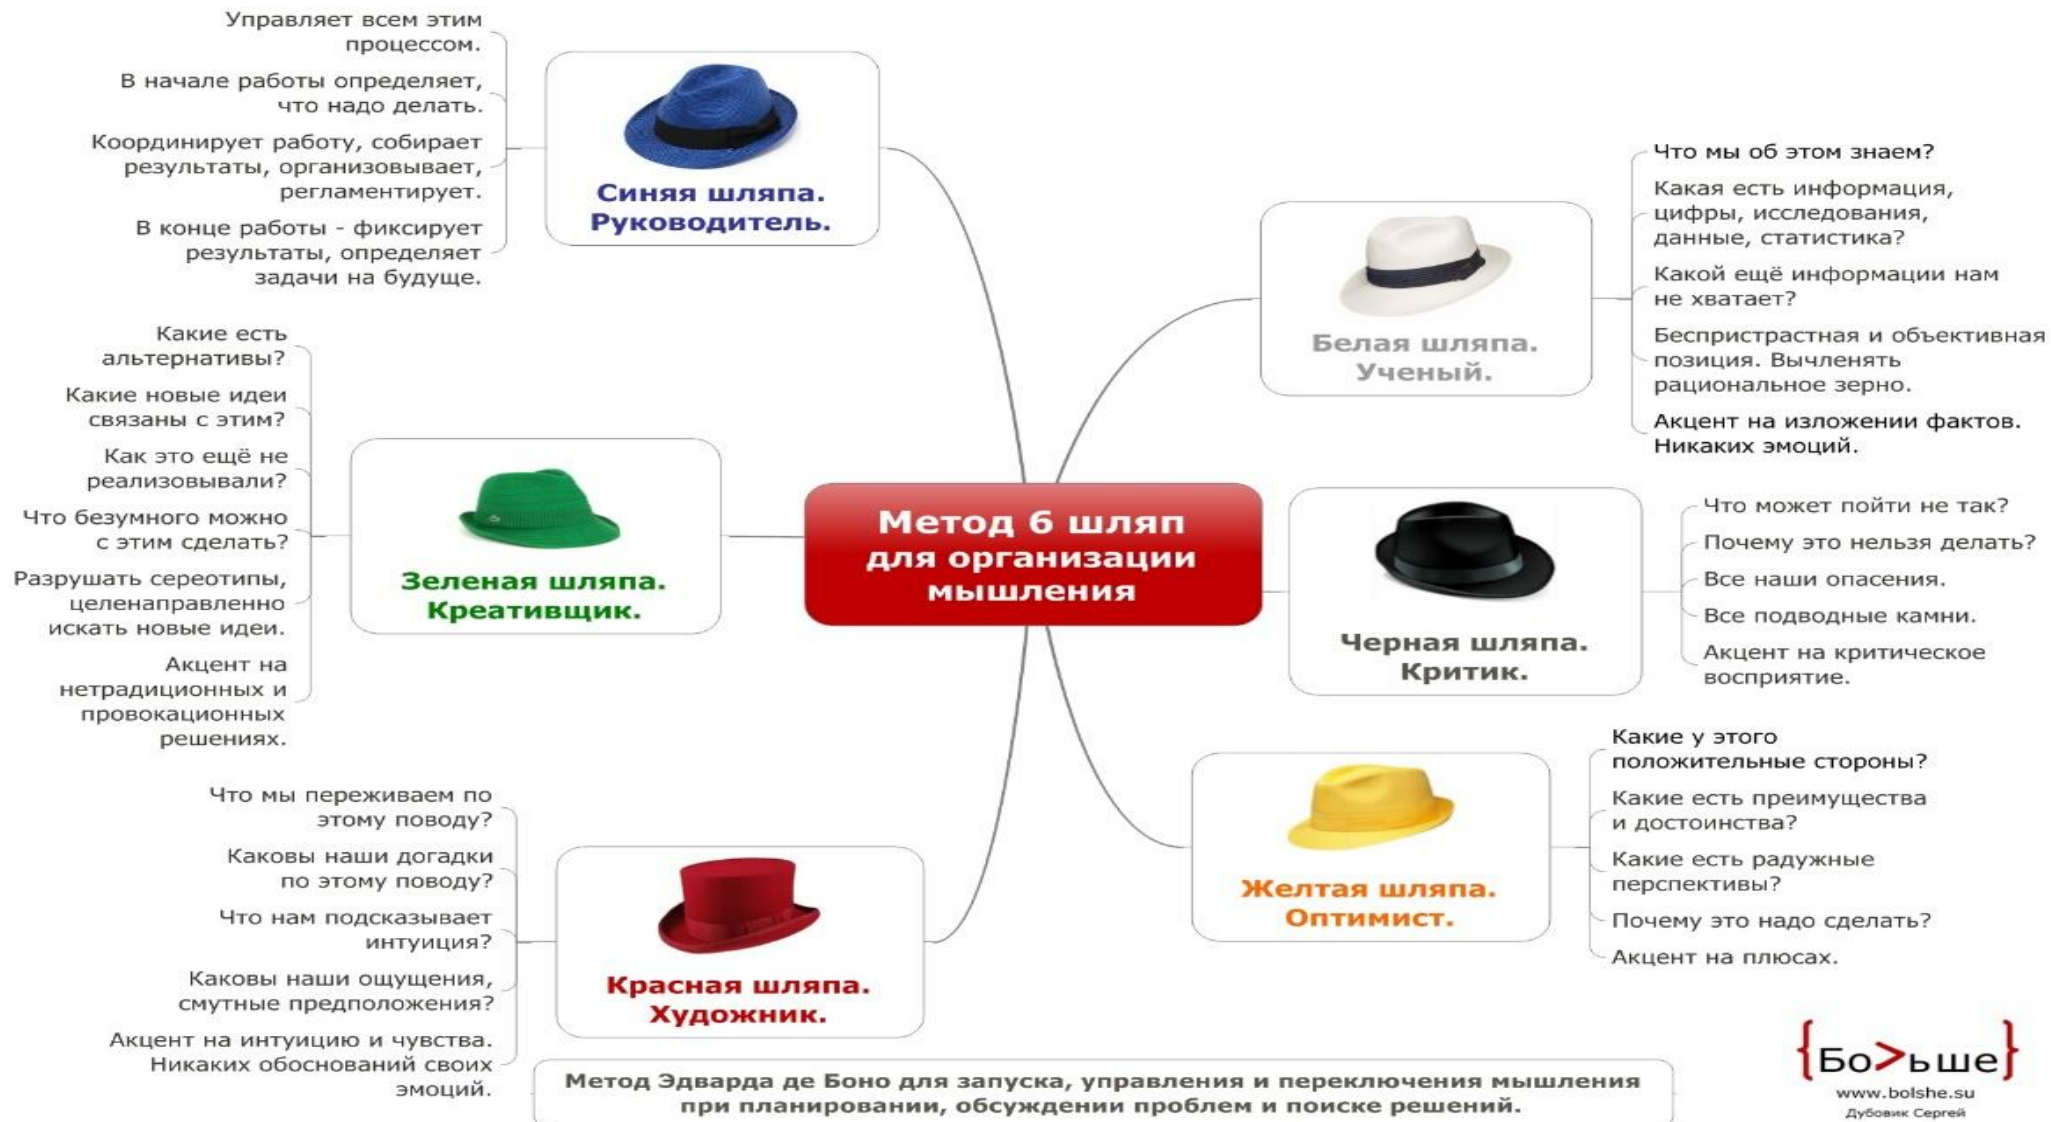 Управляет всем этим
процессом.
В начале работы определяет,
что надо делать.
Координирует работу, собирает
результаты, организовывает,
регламентирует.
В конце работы - фиксирует
результаты, определяет
задачи на будуще.
Синяя шляпа.
Руководитель.
Какие есть
альтернативы?
Какие новые идеи
связаны с этим?
Как это ещё не
реализовывали?
Что безумного можно
с этим сделать?
Разрушать сереотипы,
целенаправленно
искать новые идеи.
Акцент на
нетрадиционных и
провокационных
решениях.
Зеленая шляпа.
Креативщик.
Что мы переживаем по
этому поводу?
Каковы наши догадки
по этому поводу?
Что нам подсказывает
интуиция?
Каковы наши ощущения,
смутные предположения?
Акцент на интуицию и чувства.
Никаких обоснований своих
эмоций.
Красная шляпа.
Художник.
Метод 6 шляп
для организации
мышления
Белая шляпа.
Ученый.
Что мы об этом знаем?
Какая есть информация,
цифры, исследования,
данные, статистика?
Какой ещё информации нам
не хватает?
Беспристрастная и объективная
позиция. Вычленять
рациональное зерно.
Акцент на изложении фактов.
Никаких эмоций.
Черная шляпа.
Критик.
Что может пойти не так?
Почему это нельзя делать?
Все наши опасения.
Все подводные камни.
Акцент на критическое
восприятие.
Желтая шляпа.
Оптимист.
Какие у этого
положительные стороны?
Какие есть преимущества
и достоинства?
Какие есть радужные
перспективы?
Почему это надо сделать?
Акцент на плюсах.
Метод Эдварда де Боно для запуска, управления и переключения мышления
при планировании, обсуждении проблем и поиске решений.
{Бо>ьше}
www.bolshe.su
Дубовик Сергей